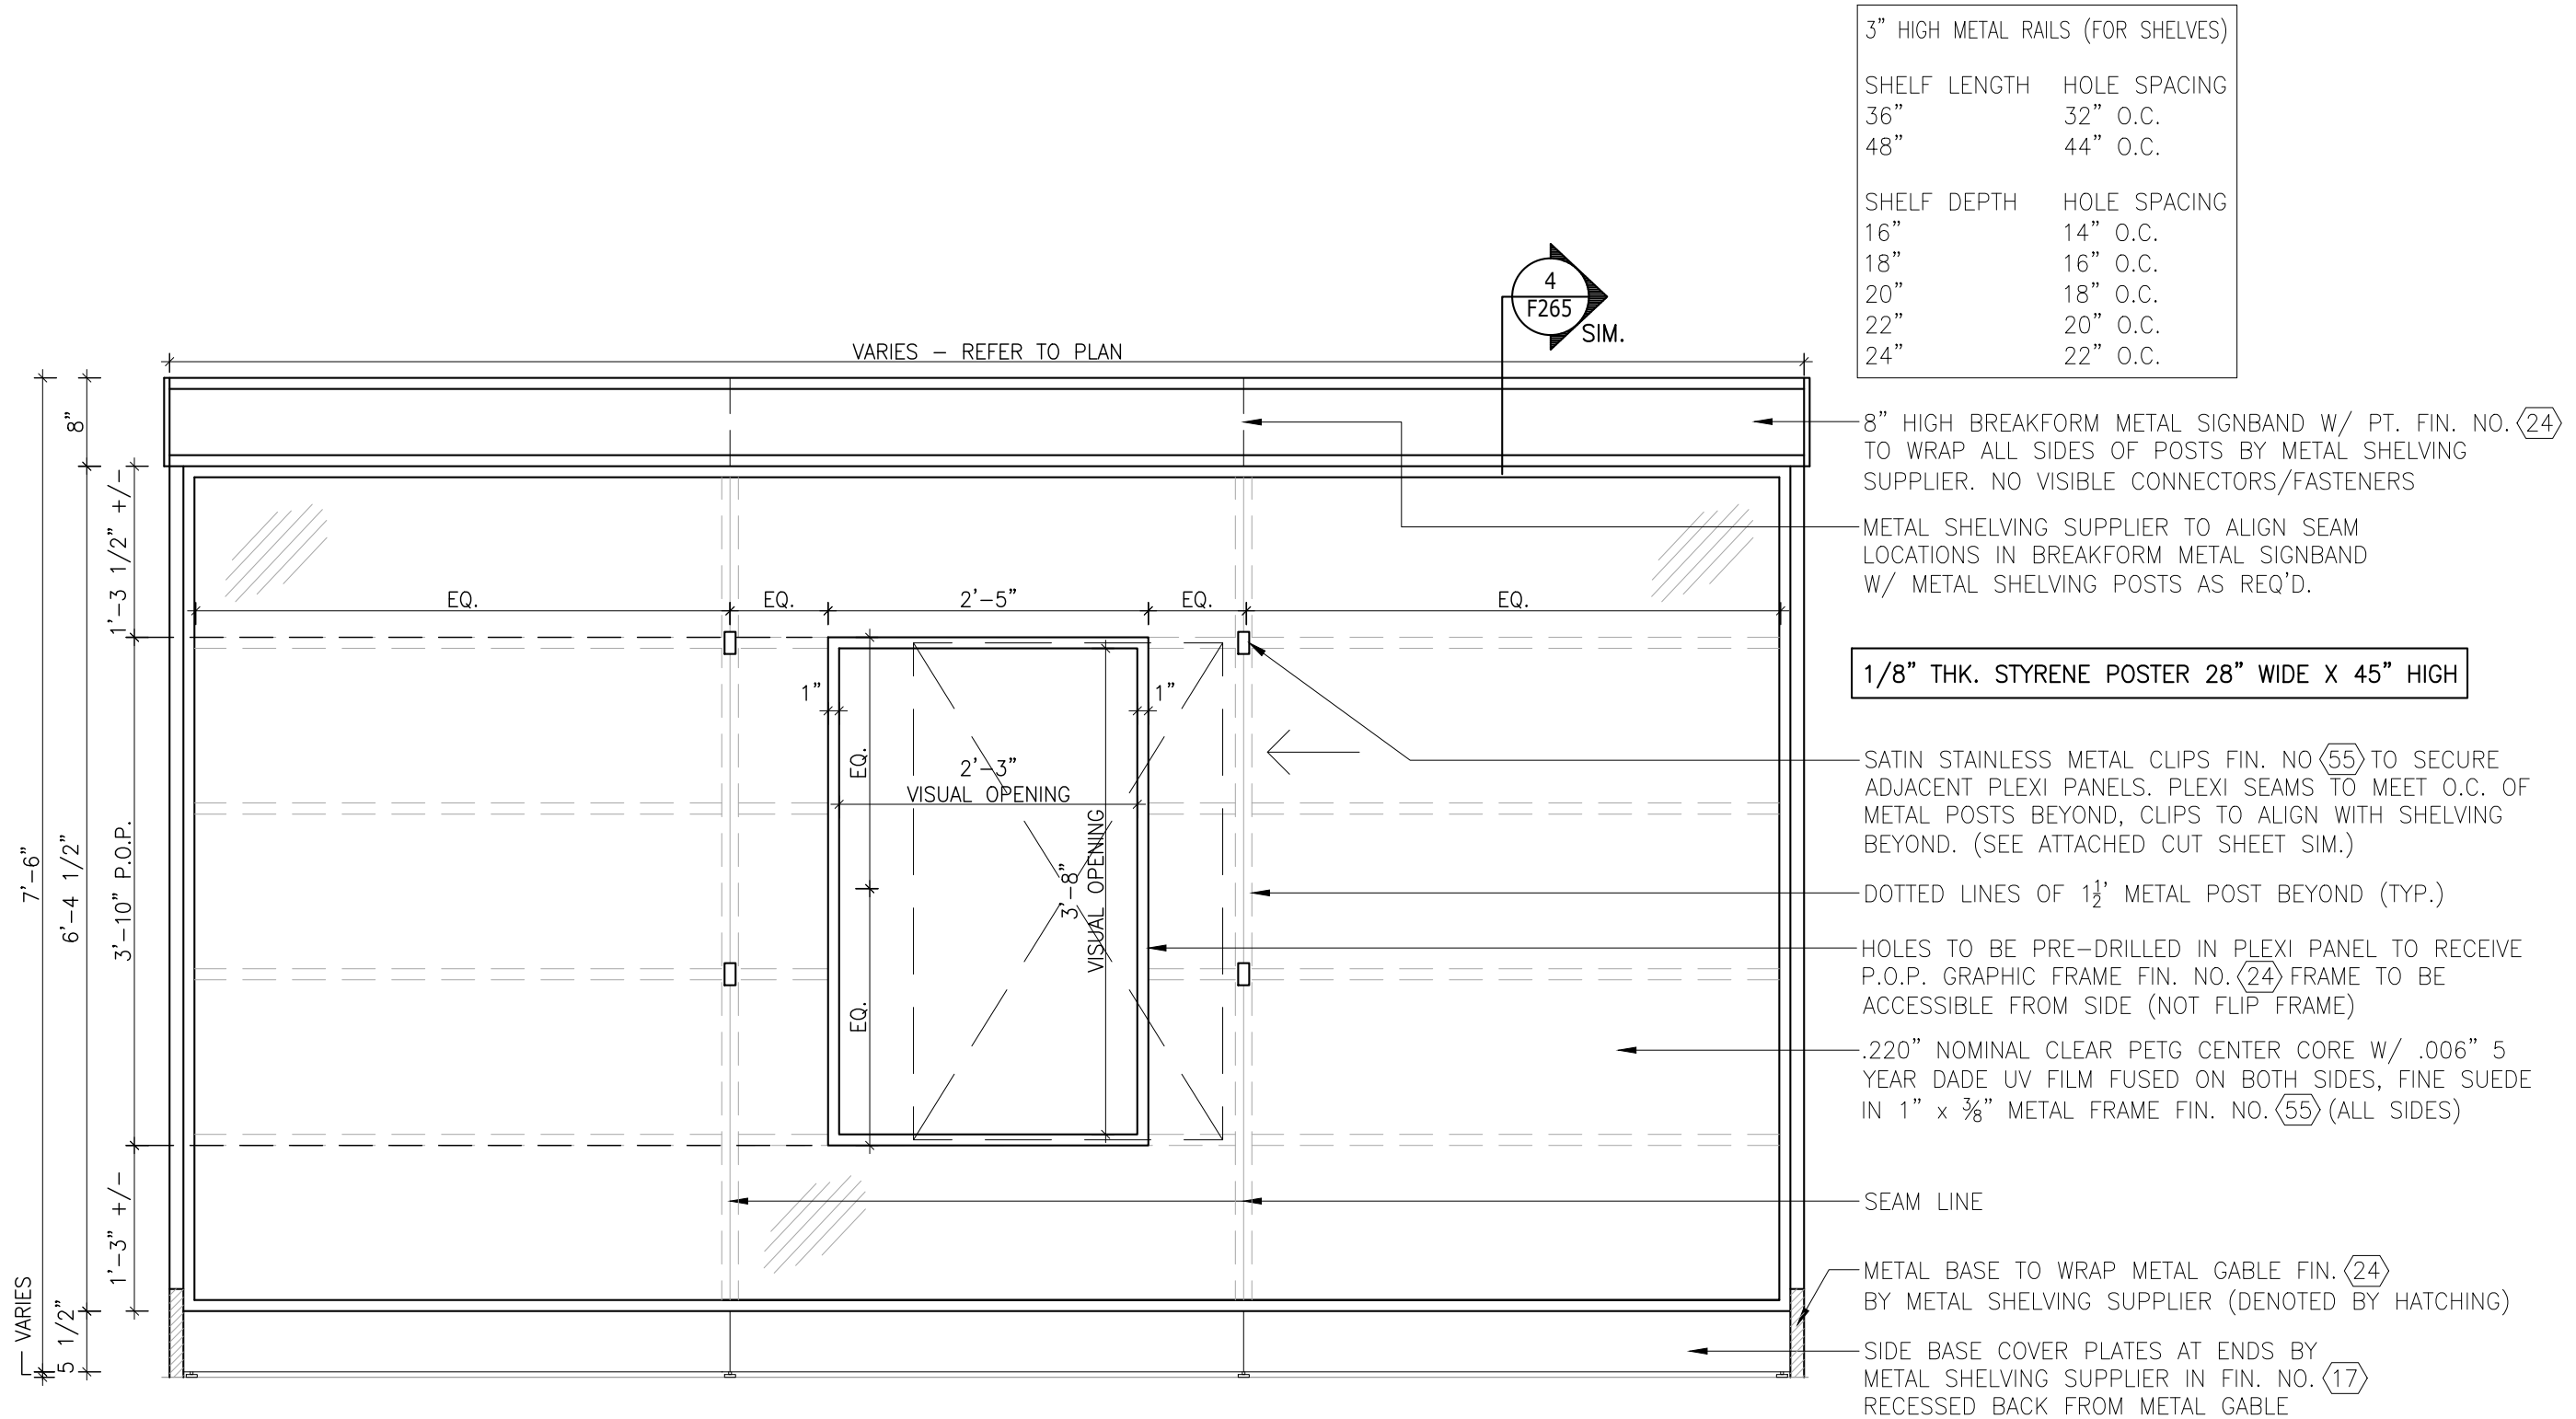 3” HIGH METAL RAILS (FOR SHELVES)
SHELF LENGTH HOLE SPACING
36” 32” O.C.
48” 44” O.C.
SHELF DEPTH HOLE SPACING
16” 14” O.C.
18” 16” O.C.
20” 18” O.C.
22” 20” O.C.
24” 22” O.C.
4
F265
SIM.
VARIES – REFER TO PLAN
8”
1’-3 1/2” +/-
7’-6”
6’-4 1/2”
3’-10” P.O.P.
1’-3” +/-
VARIES
5 1/2”
EQ.
EQ.
2’-5”
EQ.
EQ.
1”
1”
EQ.
2’-3”
VISUAL OPENING
3’-8”
VISUAL OPENING
EQ.
8” HIGH BREAKFORM METAL SIGNBAND W/ PT. FIN. NO. 24
TO WRAP ALL SIDES OF POSTS BY METAL SHELVING
SUPPLIER. NO VISIBLE CONNECTORS/FASTENERS
METAL SHELVING SUPPLIER TO ALIGN SEAM
LOCATIONS IN BREAKFORM METAL SIGNBAND
W/ METAL SHELVING POSTS AS REQ’D.
1/8” THK. STYRENE POSTER 28” WIDE X 45” HIGH
SATIN STAINLESS METAL CLIPS FIN. NO 55 TO SECURE
ADJACENT PLEXI PANELS. PLEXI SEAMS TO MEET O.C. OF
METAL POSTS BEYOND, CLIPS TO ALIGN WITH SHELVING
BEYOND. (SEE ATTACHED CUT SHEET SIM.)
DOTTED LINES OF 1½’ METAL POST BEYOND (TYP.)
HOLES TO BE PRE-DRILLED IN PLEXI PANEL TO RECEIVE
P.O.P. GRAPHIC FRAME FIN. NO. 24 FRAME TO BE
ACCESSIBLE FROM SIDE (NOT FLIP FRAME)
.220” NOMINAL CLEAR PETG CENTER CORE W/ .006” 5
YEAR DADE UV FILM FUSED ON BOTH SIDES, FINE SUEDE
IN 1” x ⅜” METAL FRAME FIN. NO. 55 (ALL SIDES)
SEAM LINE
METAL BASE TO WRAP METAL GABLE FIN. 24
BY METAL SHELVING SUPPLIER (DENOTED BY HATCHING)
SIDE BASE COVER PLATES AT ENDS BY
METAL SHELVING SUPPLIER IN FIN. NO. 17
RECESSED BACK FROM METAL GABLE